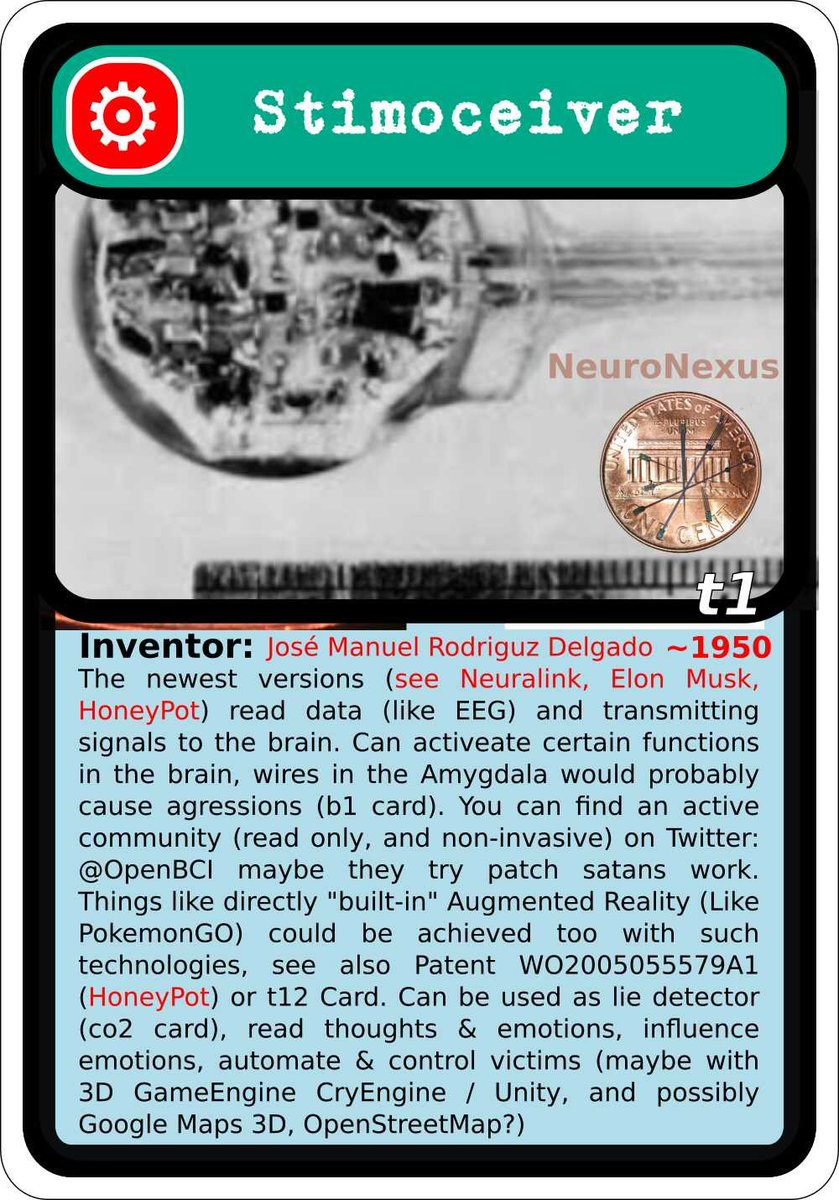 Stimoceiver
NeuroNexus
UNITED STATES of AMERICA
E·PLURIBUS
UNUM
ONE CENT
t1
Inventor: José Manuel Rodriguz Delgado ~1950
The newest versions (see Neuralink, Elon Musk,
HoneyPot) read data (like EEG) and transmitting
signals to the brain. Can activeate certain functions
in the brain, wires in the Amygdala would probably
cause agressions (b1 card). You can find an active
community (read only, and non-invasive) on Twitter:
@OpenBCI maybe they try patch satans work.
Things like directly "built-in" Augmented Reality (Like
PokemonGO) could be achieved too with such
technologies, see also Patent WO2005055579A1
(HoneyPot) or t12 Card. Can be used as lie detector
(co2 card), read thoughts & emotions, influence
emotions, automate & control victims (maybe with
3D GameEngine CryEngine / Unity, and possibly
Google Maps 3D, OpenStreetMap?)